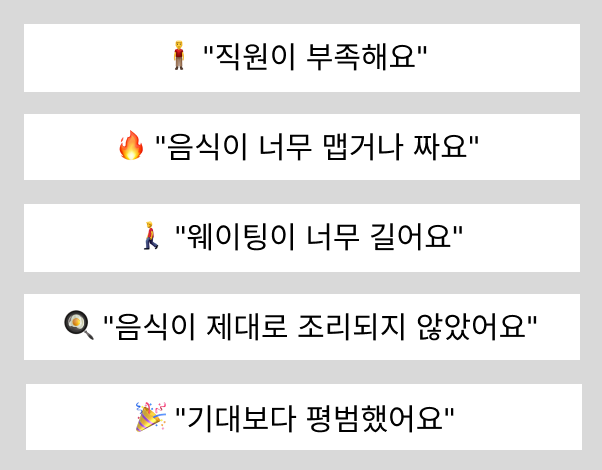 🧍 "직원이 부족해요"
🔥 "음식이 너무 맵거나 짜요"
🚶 "웨이팅이 너무 길어요"
🍳 "음식이 제대로 조리되지 않았어요"
🎉 "기대보다 평범했어요"